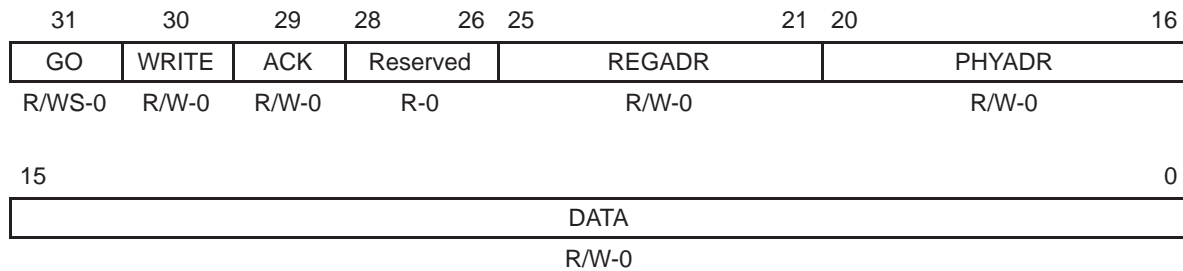 31 30 29 28 26 25 21 20 16
GO WRITE ACK Reserved REGADR PHYADR
R/WS-0 R/W-0 R/W-0 R-0 R/W-0 R/W-0
15 0
DATA
R/W-0